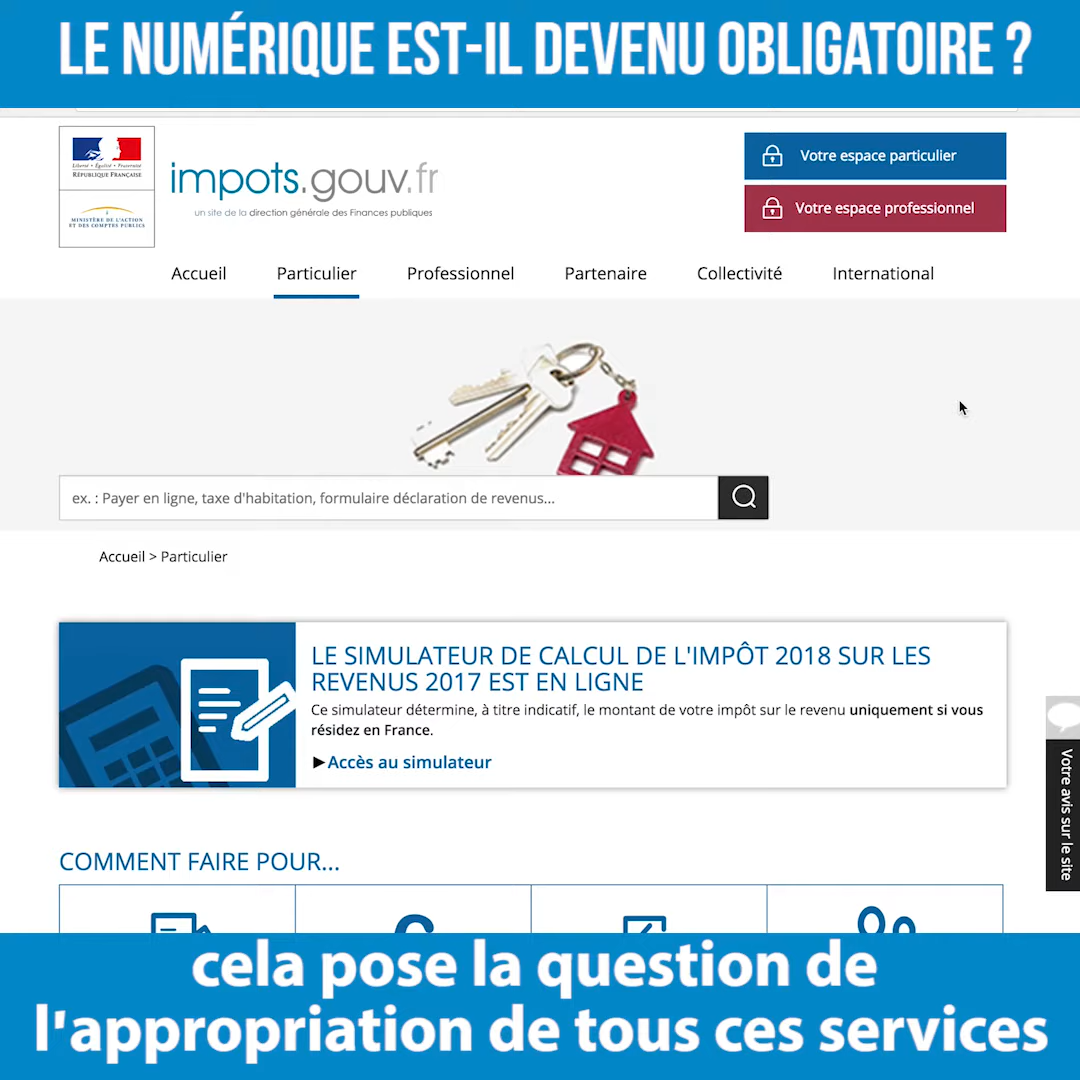 LE NUMÉRIQUE EST-IL DEVENU OBLIGATOIRE ?
Liberté • Égalité • Fraternité
RÉPUBLIQUE FRANÇAISE
MINISTÈRE DE L'ACTION
ET DES COMPTES PUBLICS
impots.gouv.fr
un site de la direction générale des Finances publiques
Votre espace particulier
Votre espace professionnel
Accueil Particulier Professionnel Partenaire Collectivité International
ex. : Payer en ligne, taxe d'habitation, formulaire déclaration de revenus...
Accueil > Particulier
LE SIMULATEUR DE CALCUL DE L'IMPÔT 2018 SUR LES
REVENUS 2017 EST EN LIGNE
Ce simulateur détermine, à titre indicatif, le montant de votre impôt sur le revenu uniquement si vous
résidez en France.
►Accès au simulateur
Votre avis sur le site
COMMENT FAIRE POUR...
cela pose la question de
l'appropriation de tous ces services